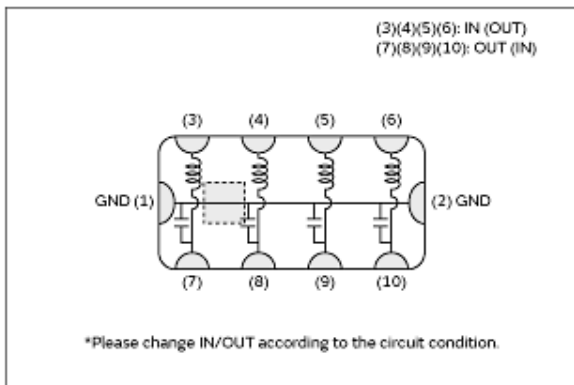 (3)(4)(5)(6): IN (OUT)
(7)(8)(9)(10): OUT (IN)
(3) (4) (5) (6)
GND (1) (2) GND
(7) (8) (9) (10)
*Please change IN/OUT according to the circuit condition.